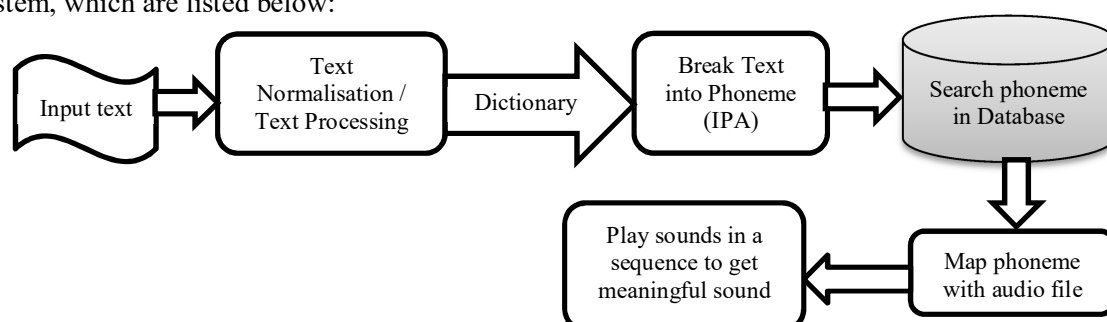 stem, which are listed below:
Input text
Text
Normalisation /
Text Processing
Dictionary
Break Text
into Phoneme
(IPA)
Search phoneme
in Database
Map phoneme
with audio file
Play sounds in a
sequence to get
meaningful sound